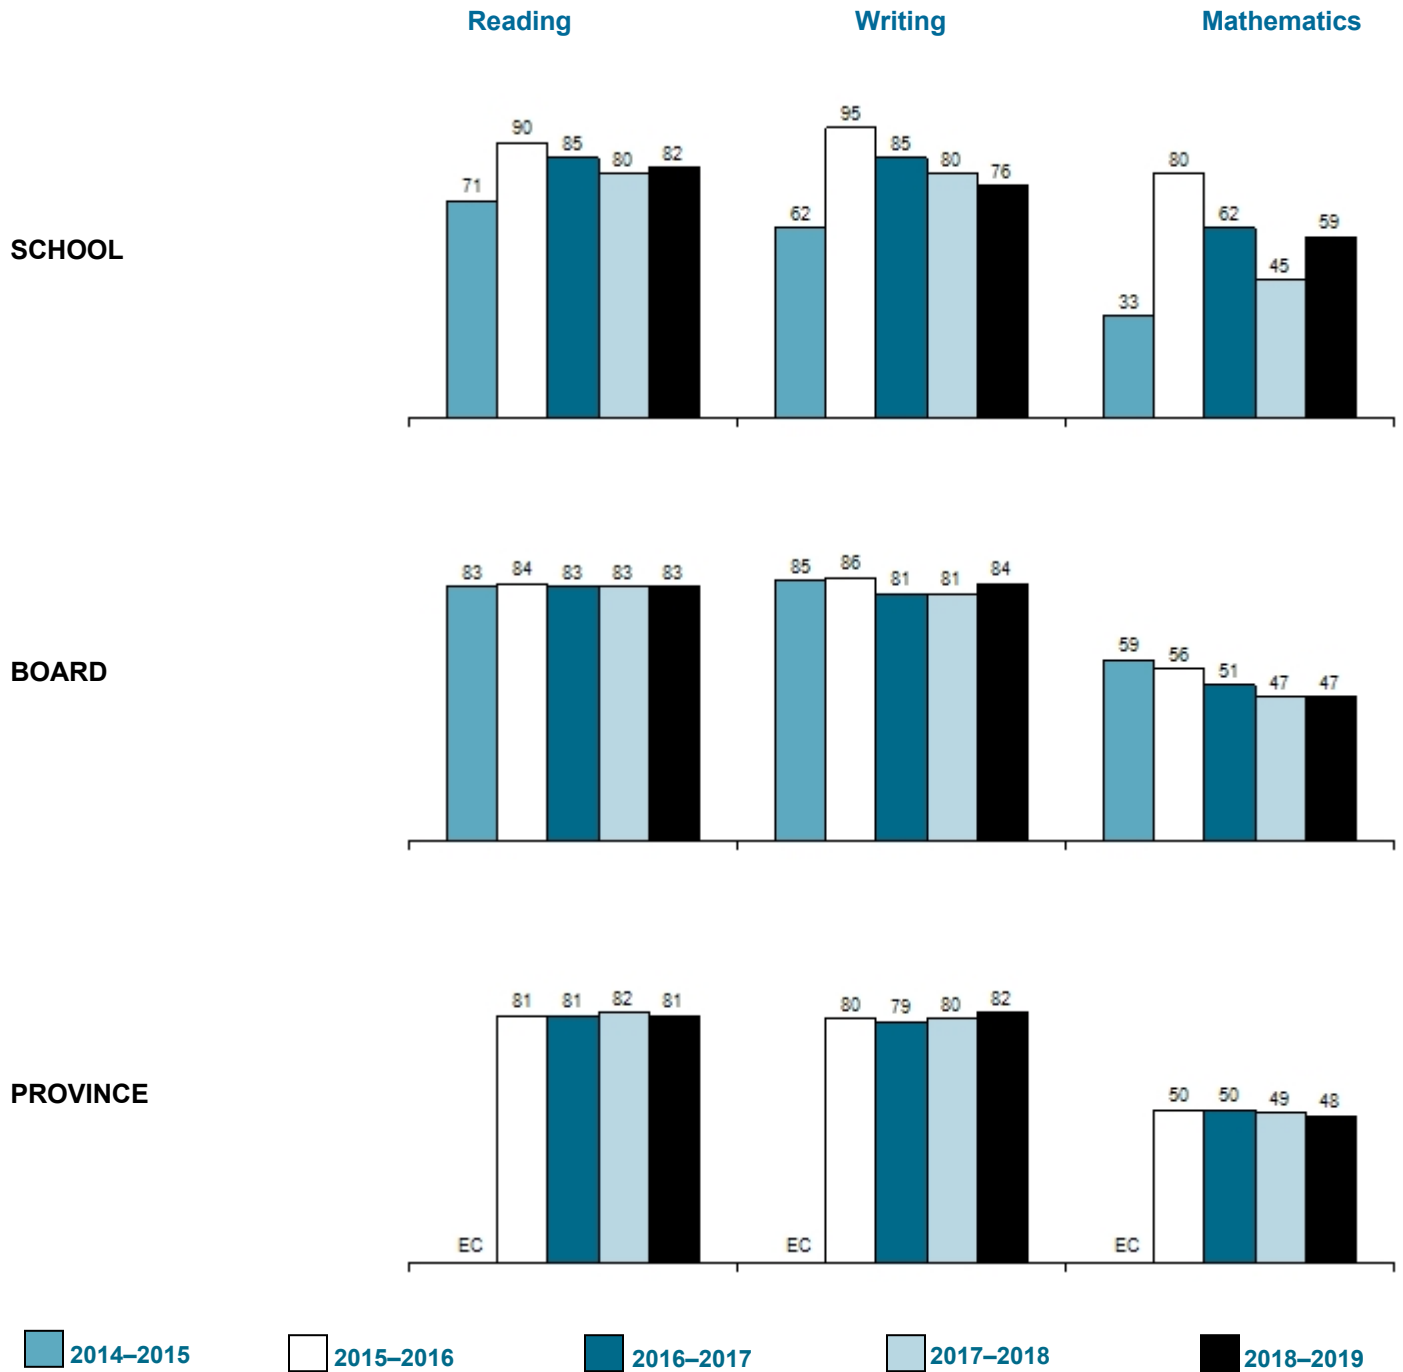 Reading Writing Mathematics
71 90 85 80 82 62 95 85 80 76 33 80 62 45 59
SCHOOL
83 84 83 83 83 85 86 81 81 84 59 56 51 47 47
BOARD
EC 81 81 82 81 EC 80 79 80 82 EC 50 50 49 48
PROVINCE
2014–2015 2015–2016 2016–2017 2017–2018 2018–2019